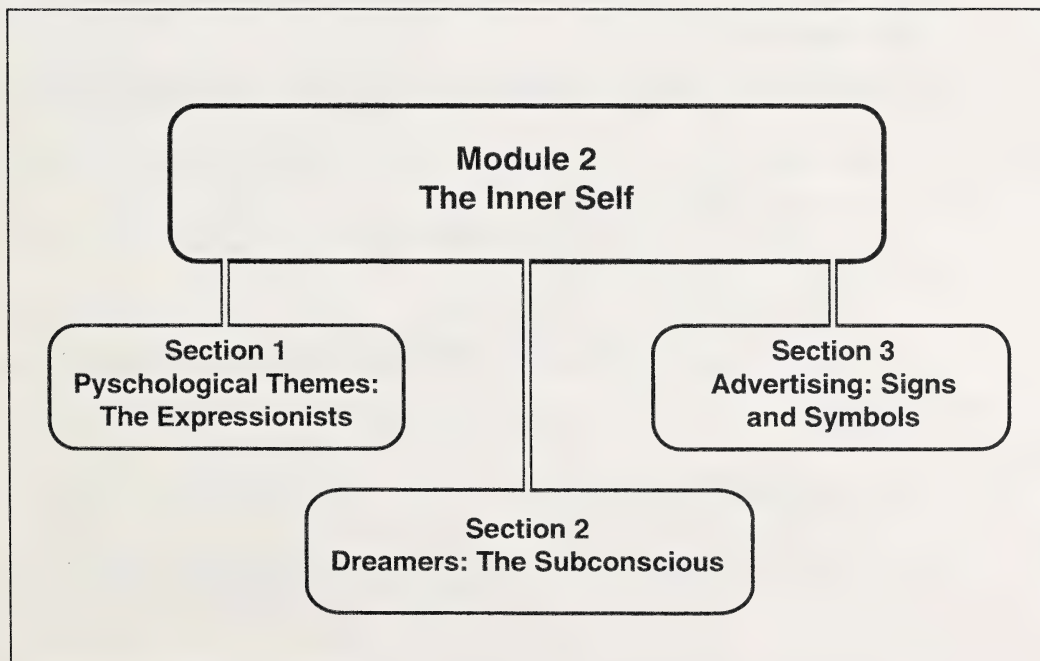 Module 2
The Inner Self
Section 1
Pyschological Themes:
The Expressionists
Section 3
Advertising: Signs
and Symbols
Section 2
Dreamers: The Subconscious